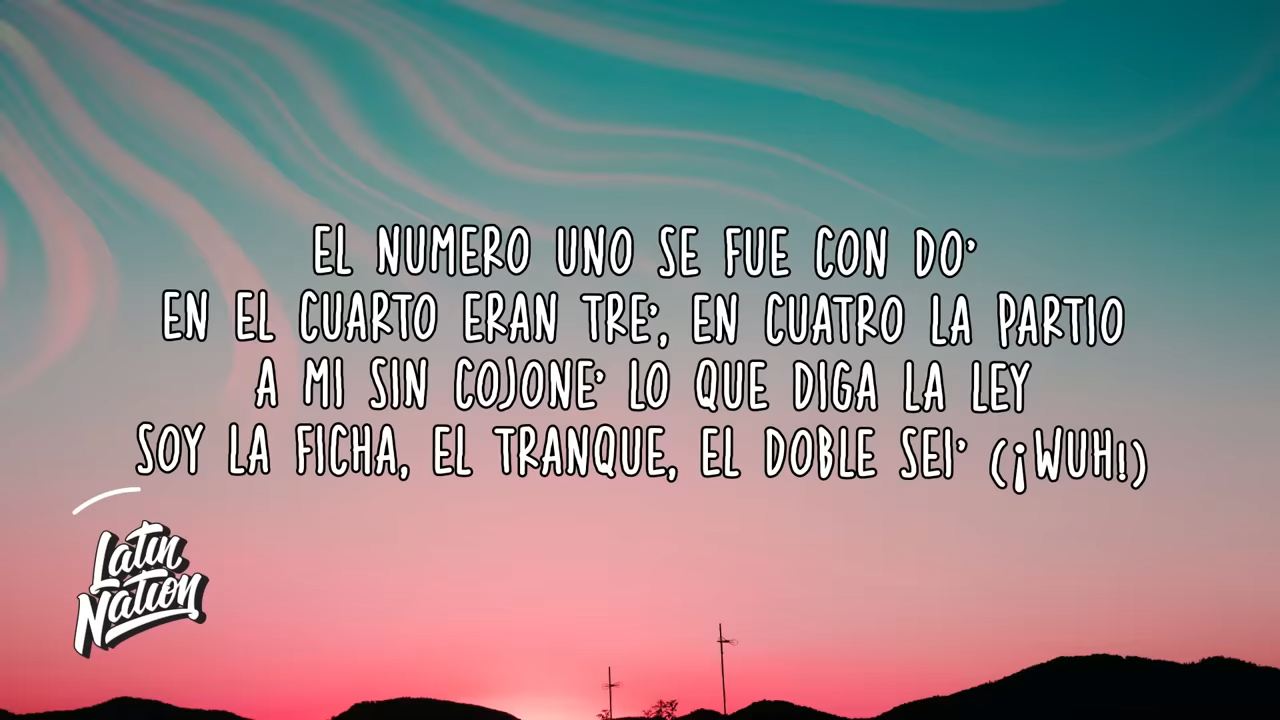 EL NUMERO UNO SE FUE CON DO'
EN EL CUARTO ERAN TRE', EN CUATRO LA PARTIO
A MI SIN COJONE' LO QUE DIGA LA LEY
SOY LA FICHA, EL TRANQUE, EL DOBLE SEI' (¡WUH!)
Latin
Nation